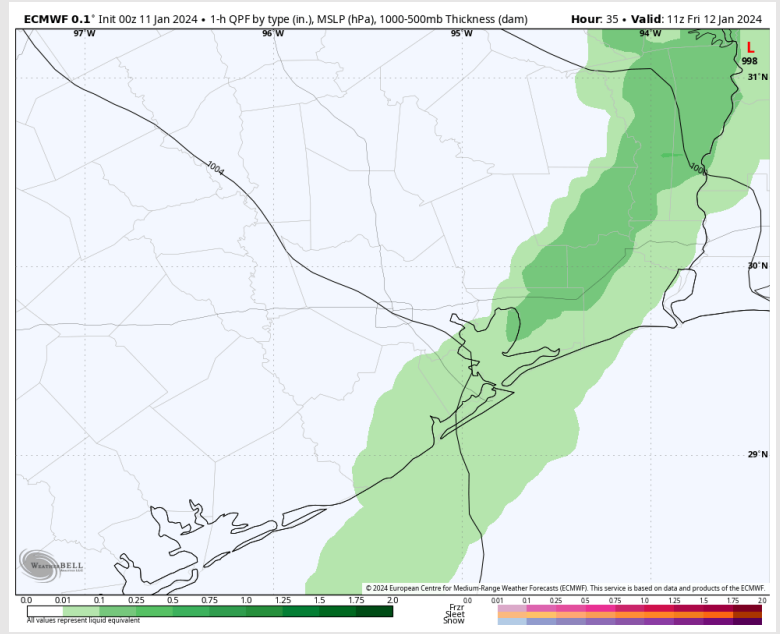 ECMWF 0.1° Init 00z 11 Jan 2024 • 1-h QPF by type (in.), MSLP (hPa), 1000-500mb Thickness (dam) Hour: 35 • Valid: 11z Fri 12 Jan 2024
97°W 96°W 95°W 94°W
L
998
31°N
1004
30°N
29°N
WEATHERBELL
© 2024 European Centre for Medium-Range Weather Forecasts (ECMWF). This service is based on data and products of the ECMWF.
0.0 0.01 0.1 0.25 0.5 0.75 1.0 1.25 1.5 1.75 2.0
0.0 0.01 0.1 0.25 0.5 0.75 1.0 1.25 1.5 1.75 2.0
Frzr
Sleet
Snow
All values represent liquid equivalent